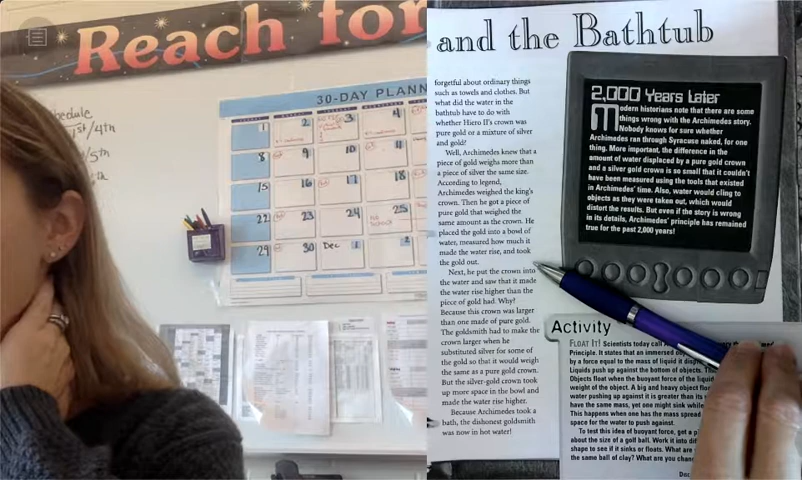 Reach for
30-DAY PLANN
1
2
3
4
8
9
10
11
15
16
17
18
22
23
24
25
29
30
Dec
1
2
1st/4th
/5th
and the Bathtub
forgetful about ordinary things
such as towels and clothes. But
what did the water in the
bathtub have to do with
whether Hiero II's crown was
pure gold or a mixture of silver
and gold?
Well, Archimedes knew that a
piece of gold weighs more than
a piece of silver the same size.
According to legend,
Archimedes weighed the king's
crown. Then he got a piece of
pure gold that weighed the
same amount as the crown. He
placed the gold into a bowl of
water, measured how much it
made the water rise, and took
the gold out.
Next, he put the crown into
the water and saw that it made
the water rise higher than the
piece of gold had. Why?
Because this crown was larger
than one made of pure gold.
The goldsmith had to make the
crown larger when he
substituted silver for some of
the gold so that it would weigh
the same as a pure gold crown.
But the silver-gold crown took
up more space in the bowl and
made the water rise higher.
Because Archimedes took a
bath, the dishonest goldsmith
was now in hot water!
2,000 Years Later
Modern historians note that there are some
things wrong with the Archimedes story.
Nobody knows for sure whether
Archimedes ran through Syracuse naked, for one
thing. More important, the difference in the
amount of water displaced by a pure gold crown
and a silver gold crown is so small that it couldn't
have been measured using the tools that existed
in Archimedes' time. Also, water would cling to
objects as they were taken out, which would
distort the results. But even if the story is wrong
in its details, Archimedes' principle has remained
true for the past 2,000 years!
Activity
FLOAT IT! Scientists today call
Principle. It states that an immersed
by a force equal to the mass of liquid it
Liquids push up against the bottom of objects.
Objects float when the buoyant force of the liquid
weight of the object. A big and heavy object
water pushing up against it is greater than its
have the same mass, yet one might sink while
This happens when one has the mass spread
space for the water to push against.
To test this idea of buoyant force, get a
about the size of a golf ball. Work it into
shape to see if it sinks or floats. What are
the same ball of clay? What are you